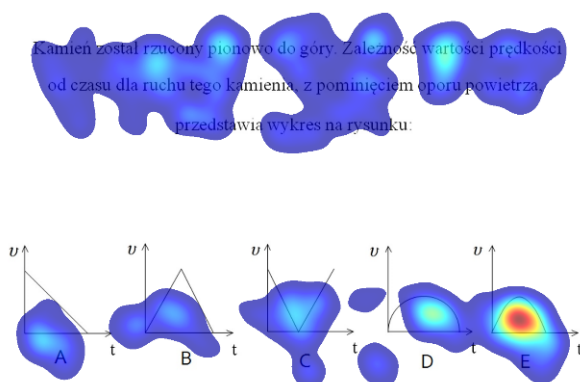 Kamień został rzucony pionowo do góry. Zależność wartości prędkości
od czasu dla ruchu tego kamienia, z pominięciem oporu powietrza,
przedstawia wykres na rysunku:
υ υ υ υ υ
t t t t t
A B C D E